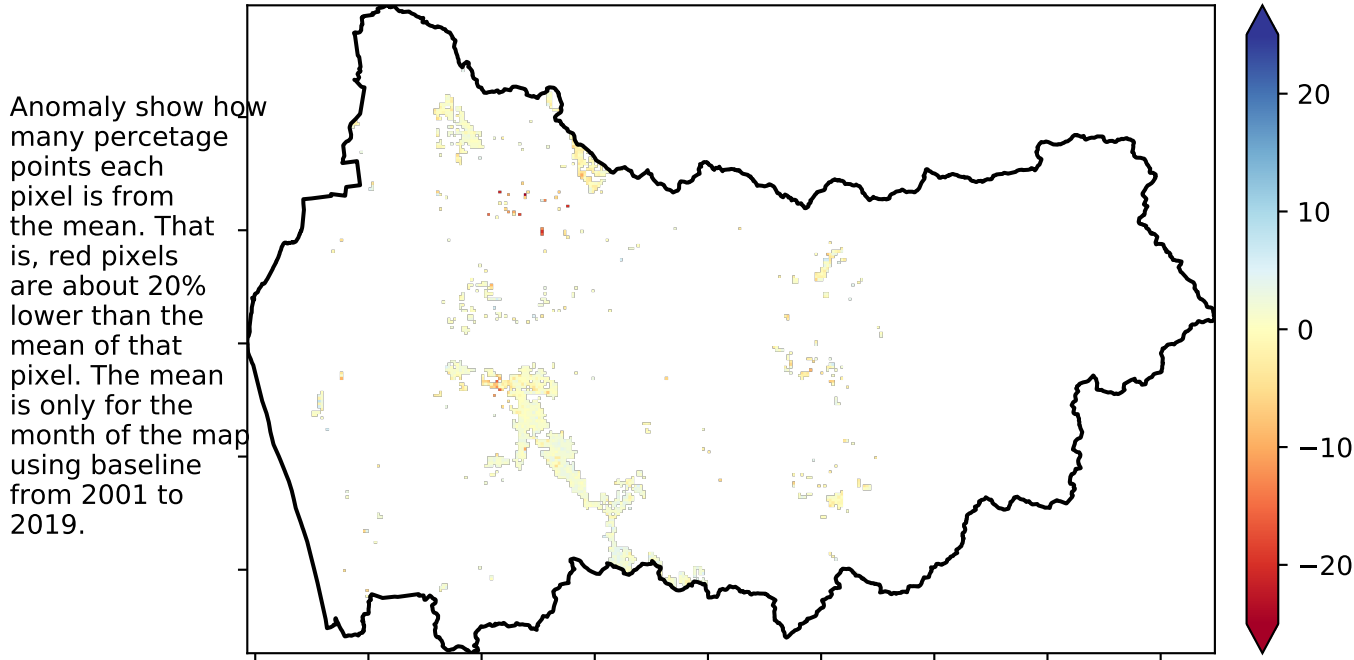 Anomaly show how
many percetage
points each
pixel is from
the mean. That
is, red pixels
are about 20%
lower than the
mean of that
pixel. The mean
is only for the
month of the map
using baseline
from 2001 to
2019.
20
10
0
−10
−20